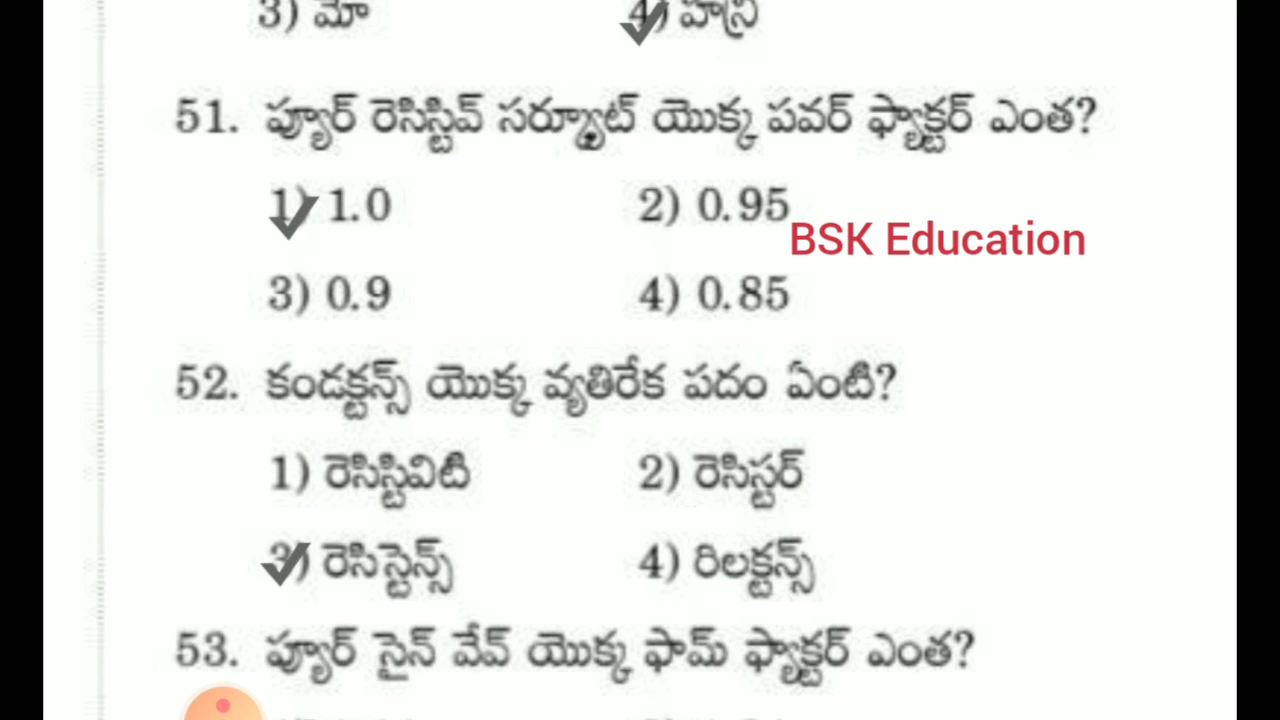 3) మో 4) హెన్రి
51. ప్యూర్ రెసిస్టివ్ సర్క్యూట్ యొక్క పవర్ ఫ్యాక్టర్ ఎంత?
1) 1.0 2) 0.95
BSK Education
3) 0.9 4) 0.85
52. కండక్టన్స్ యొక్క వ్యతిరేక పదం ఏంటి?
1) రెసిస్టివిటి 2) రెసిస్టర్
3) రెసిస్టెన్స్ 4) రిలక్టన్స్
53. ప్యూర్ సైన్ వేవ్ యొక్క ఫామ్ ఫ్యాక్టర్ ఎంత?